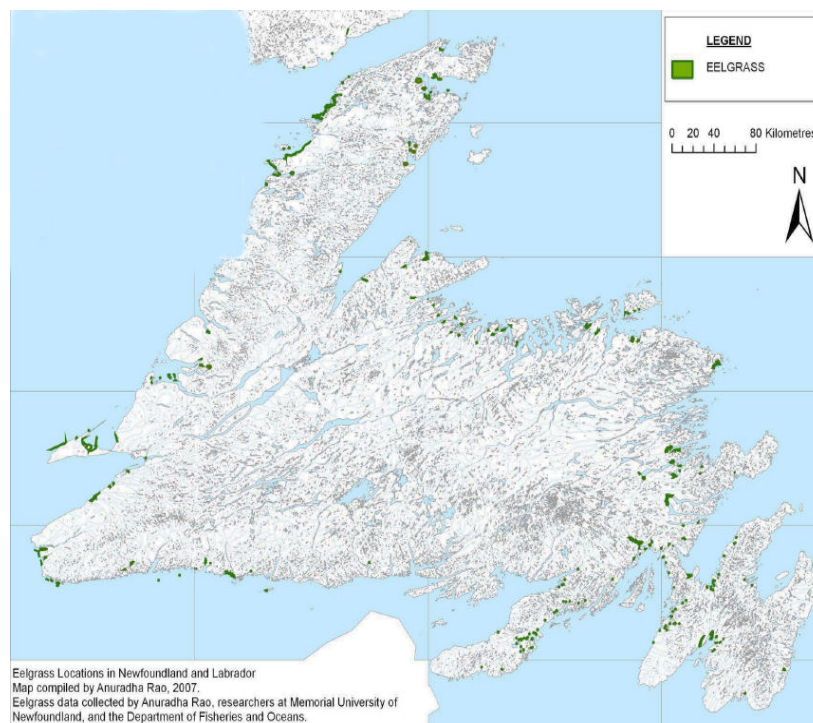 LEGEND
EELGRASS
0 20 40 80 Kilometres
N
Eelgrass Locations in Newfoundland and Labrador
Map compiled by Anuradha Rao, 2007.
Eelgrass data collected by Anuradha Rao, researchers at Memorial University of
Newfoundland, and the Department of Fisheries and Oceans.